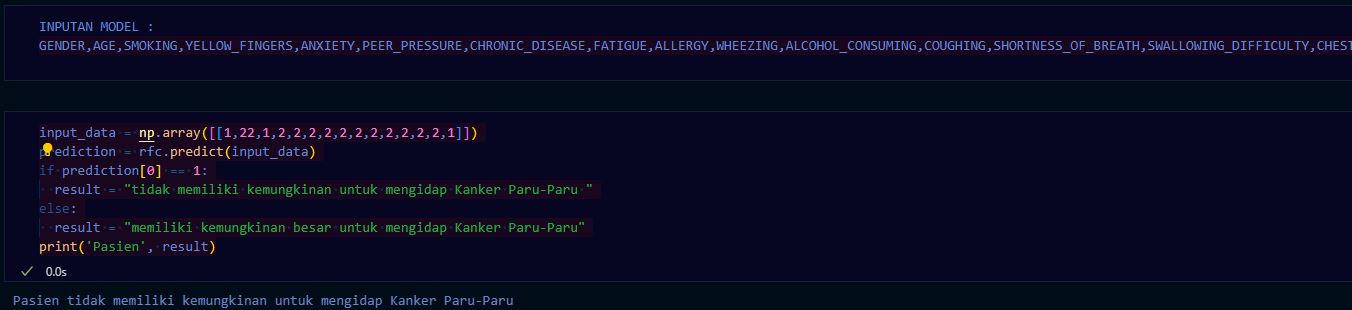 INPUTAN MODEL :
GENDER,AGE,SMOKING,YELLOW_FINGERS,ANXIETY,PEER_PRESSURE,CHRONIC_DISEASE,FATIGUE,ALLERGY,WHEEZING,ALCOHOL_CONSUMING,COUGHING,SHORTNESS_OF_BREATH,SWALLOWING_DIFFICULTY,CHEST
input_data = np.array([[1,22,1,2,2,2,2,2,2,2,2,2,2,2,1]])
prediction = rfc.predict(input_data)
if prediction[0] == 1:
  result = "tidak memiliki kemungkinan untuk mengidap Kanker Paru-Paru "
else:
  result = "memiliki kemungkinan besar untuk mengidap Kanker Paru-Paru"
print('Pasien', result)
0.0s
Pasien tidak memiliki kemungkinan untuk mengidap Kanker Paru-Paru